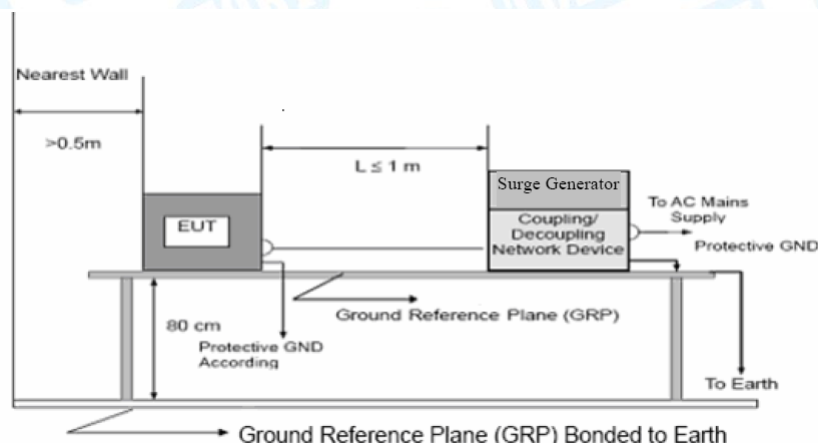 Nearest Wall
>0.5m
L ≤ 1 m
EUT
Surge Generator
Coupling/
Decoupling
Network Device
To AC Mains
Supply
Protective GND
Ground Reference Plane (GRP)
80 cm
Protective GND
According
To Earth
Ground Reference Plane (GRP) Bonded to Earth